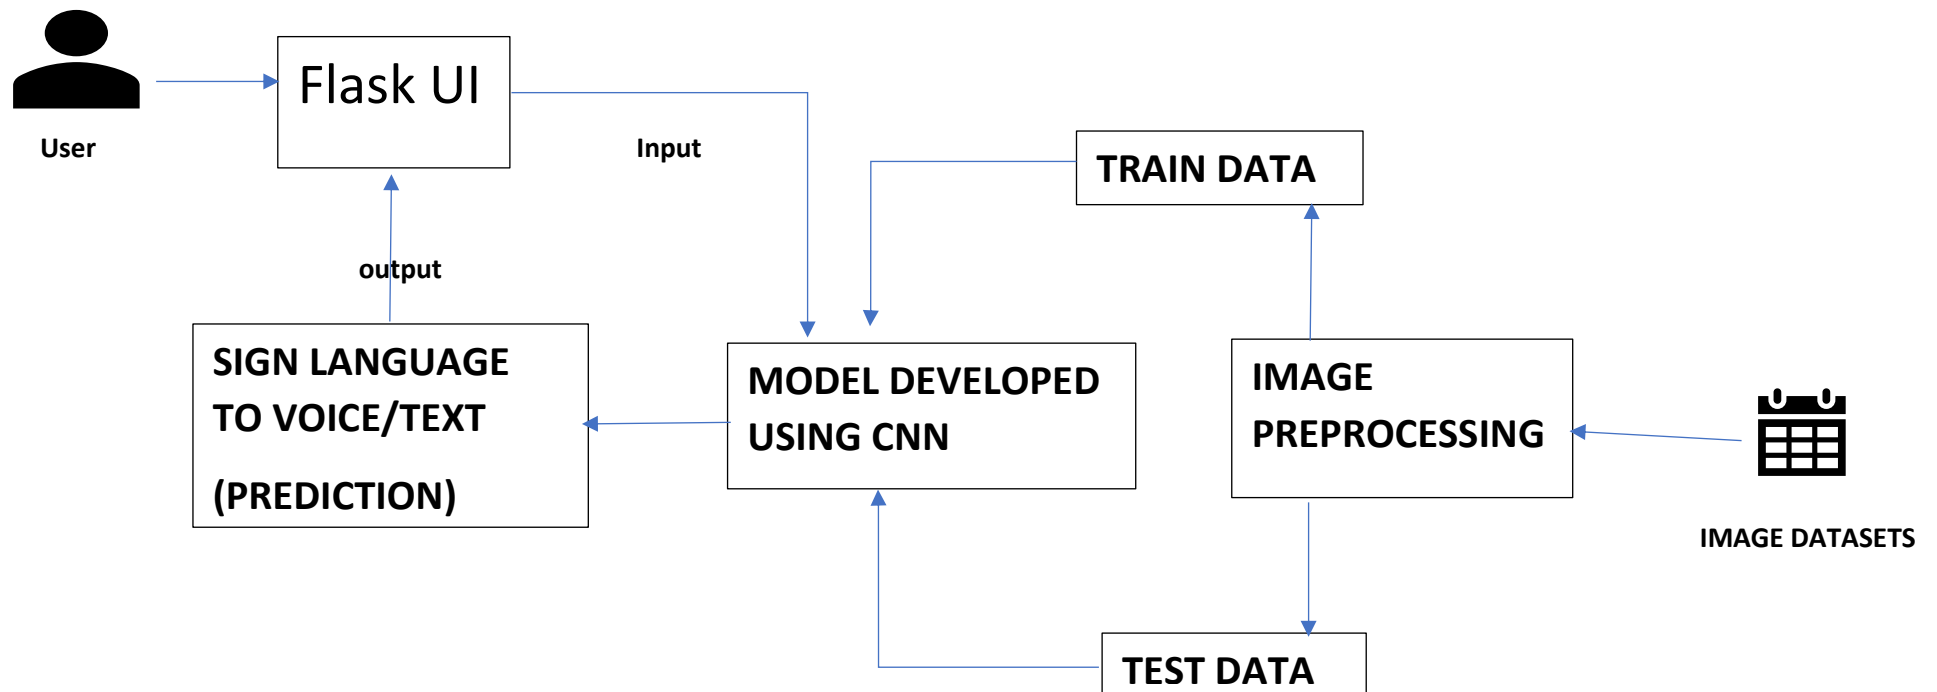 Flask UI
User
Input
TRAIN DATA
output
SIGN LANGUAGE
TO VOICE/TEXT
(PREDICTION)
MODEL DEVELOPED
USING CNN
IMAGE
PREPROCESSING
IMAGE DATASETS
TEST DATA